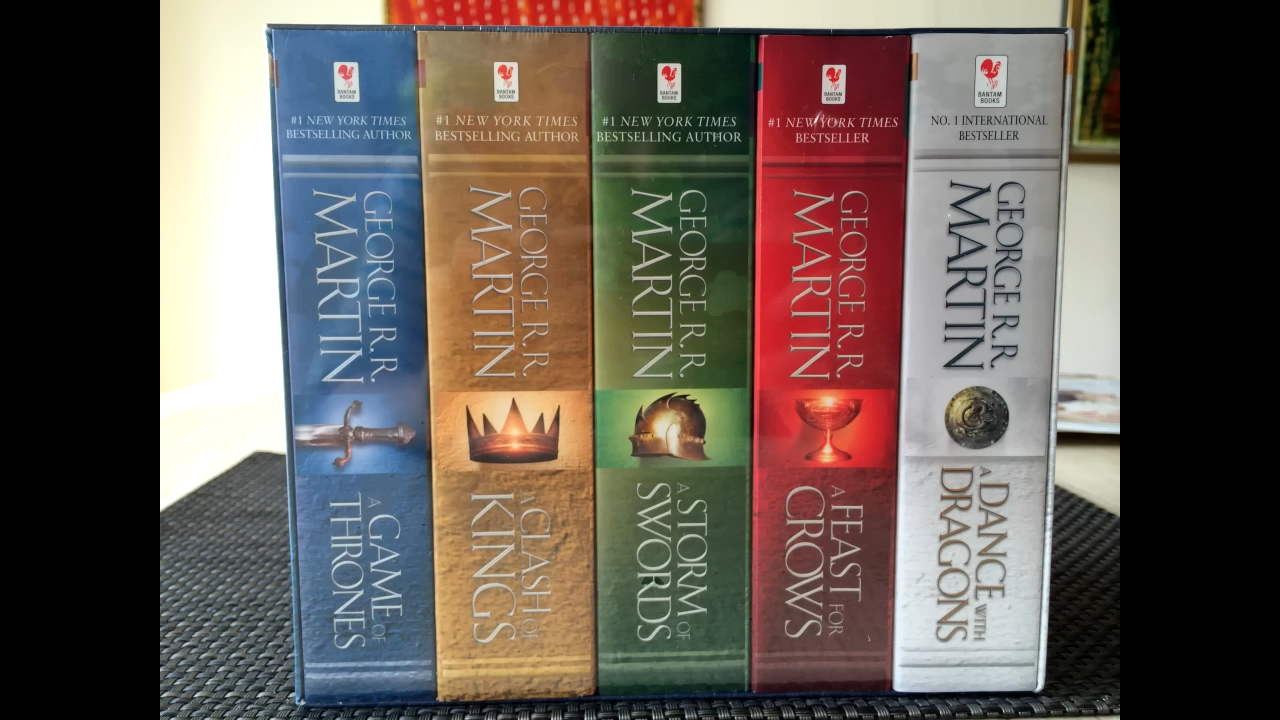 BANTAM
BOOKS
#1 NEW YORK TIMES
BESTSELLING AUTHOR
GEORGE R.R.
MARTIN
A GAME OF
THRONES
BANTAM
BOOKS
#1 NEW YORK TIMES
BESTSELLING AUTHOR
GEORGE R.R.
MARTIN
A CLASH OF
KINGS
BANTAM
BOOKS
#1 NEW YORK TIMES
BESTSELLING AUTHOR
GEORGE R.R.
MARTIN
A STORM OF
SWORDS
BANTAM
BOOKS
#1 NEW YORK TIMES
BESTSELLER
GEORGE R.R.
MARTIN
A FEAST FOR
CROWS
BANTAM
BOOKS
NO. 1 INTERNATIONAL
BESTSELLER
GEORGE R.R.
MARTIN
A DANCE WITH
DRAGONS